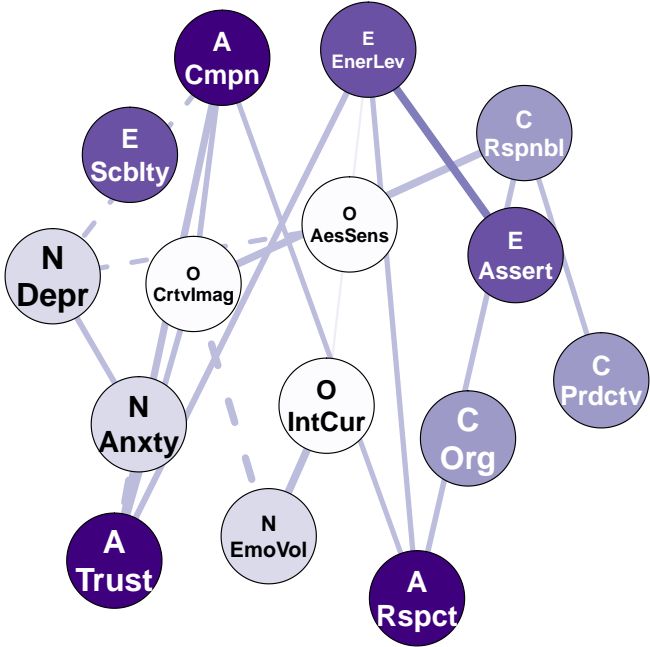 A
Cmpn
E
EnerLev
C
Rspnbl
E
Scblty
O
AesSens
E
Assert
N
Depr
O
CrtvImag
C
Prdctv
O
IntCur
N
Anxty
C
Org
N
EmoVol
A
Trust
A
Rspct